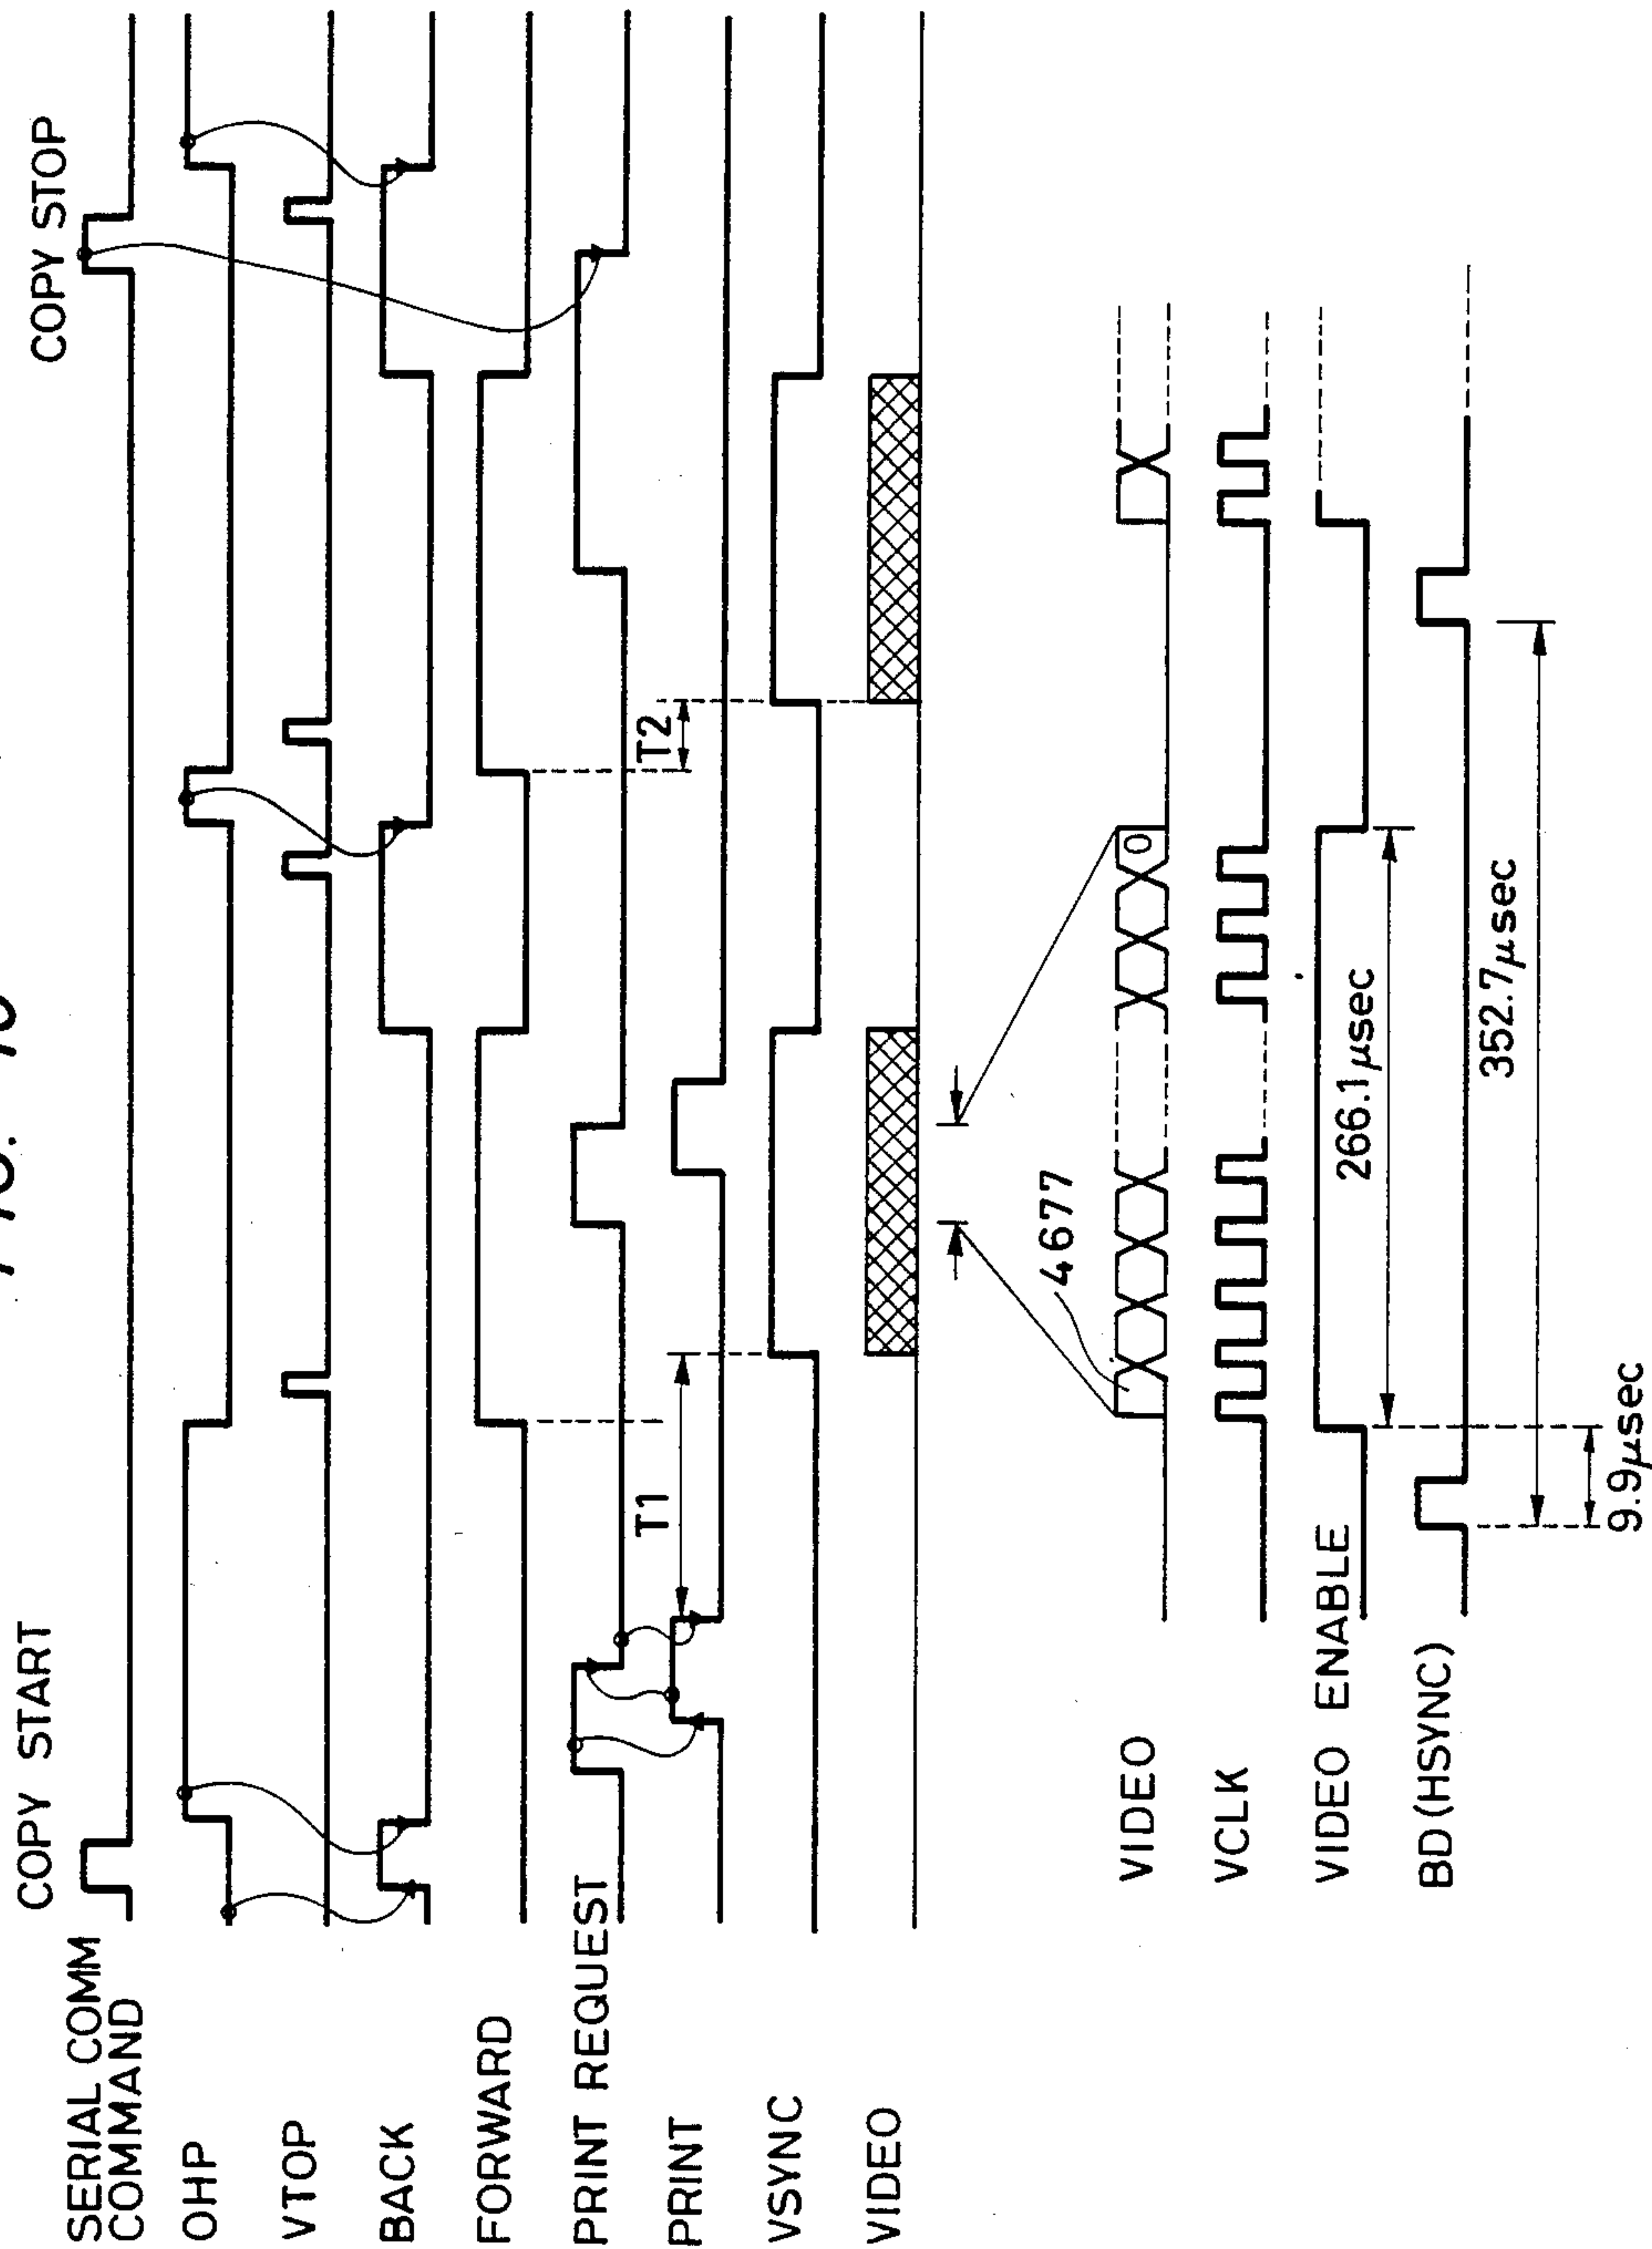 COPY START
COPY STOP
SERIAL COMM
COMMAND
OHP
VTOP
BACK
FORWARD
PRINT REQUEST
T1
T2
PRINT
VSYNC
VIDEO
4677
0
VIDEO
VCLK
VIDEO ENABLE
266.1μsec
BD (HSYNC)
352.7μsec
9.9μsec